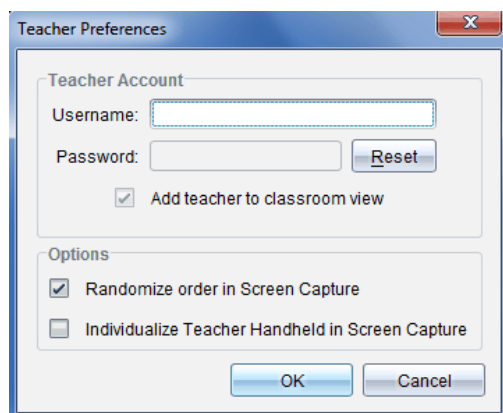 Teacher Preferences
Teacher Account
Username:
Password:
Reset
Add teacher to classroom view
Options
Randomize order in Screen Capture
Individualize Teacher Handheld in Screen Capture
OK
Cancel